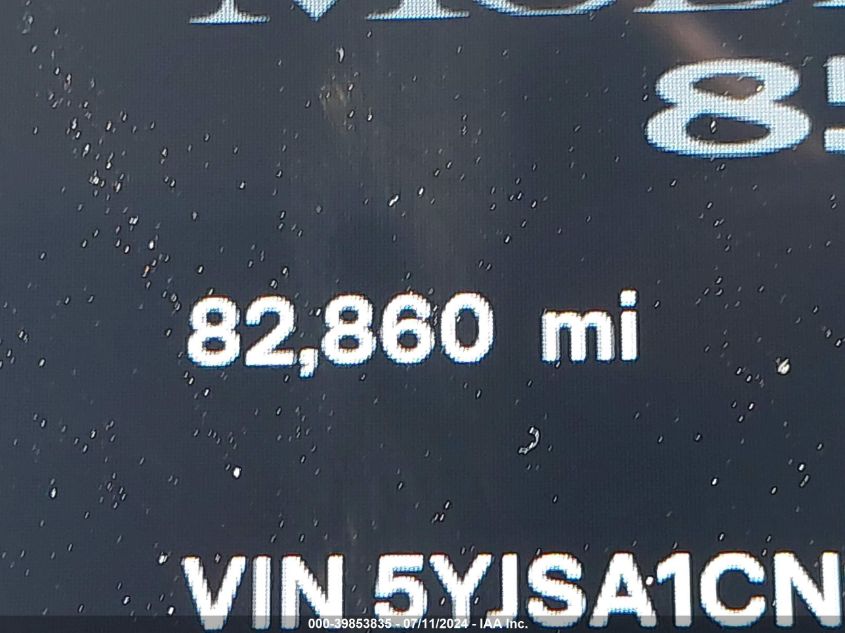 82,860 mi
VIN 5YJSA1CN
000-39853835 - 07/11/2024 - IAA Inc.